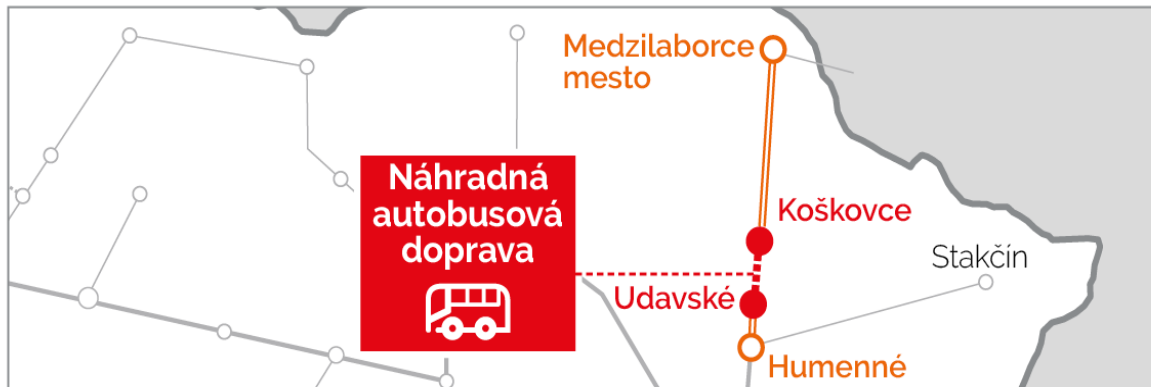 Medzilaborce
mesto
Náhradná
autobusová
doprava
Koškovce
Stakčín
Udavské
Humenné